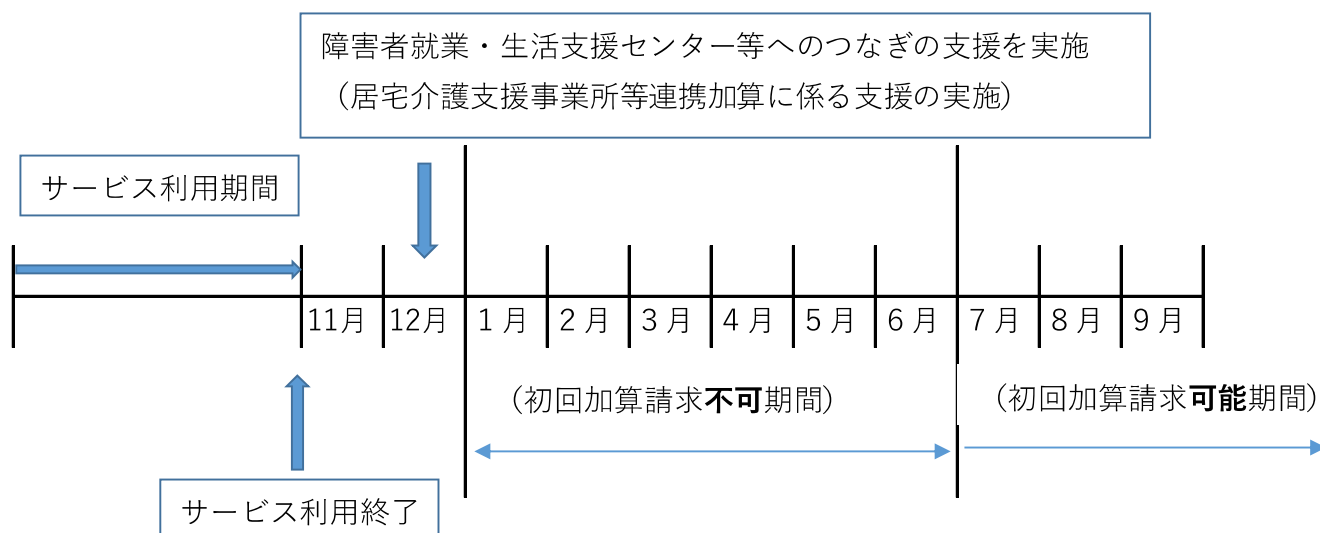 障害者就業・生活支援センター等へのつなぎの支援を実施
（居宅介護支援事業所等連携加算に係る支援の実施）
サービス利用期間
11月 12月 1月 2月 3月 4月 5月 6月 7月 8月 9月
（初回加算請求不可期間） （初回加算請求可能期間）
サービス利用終了